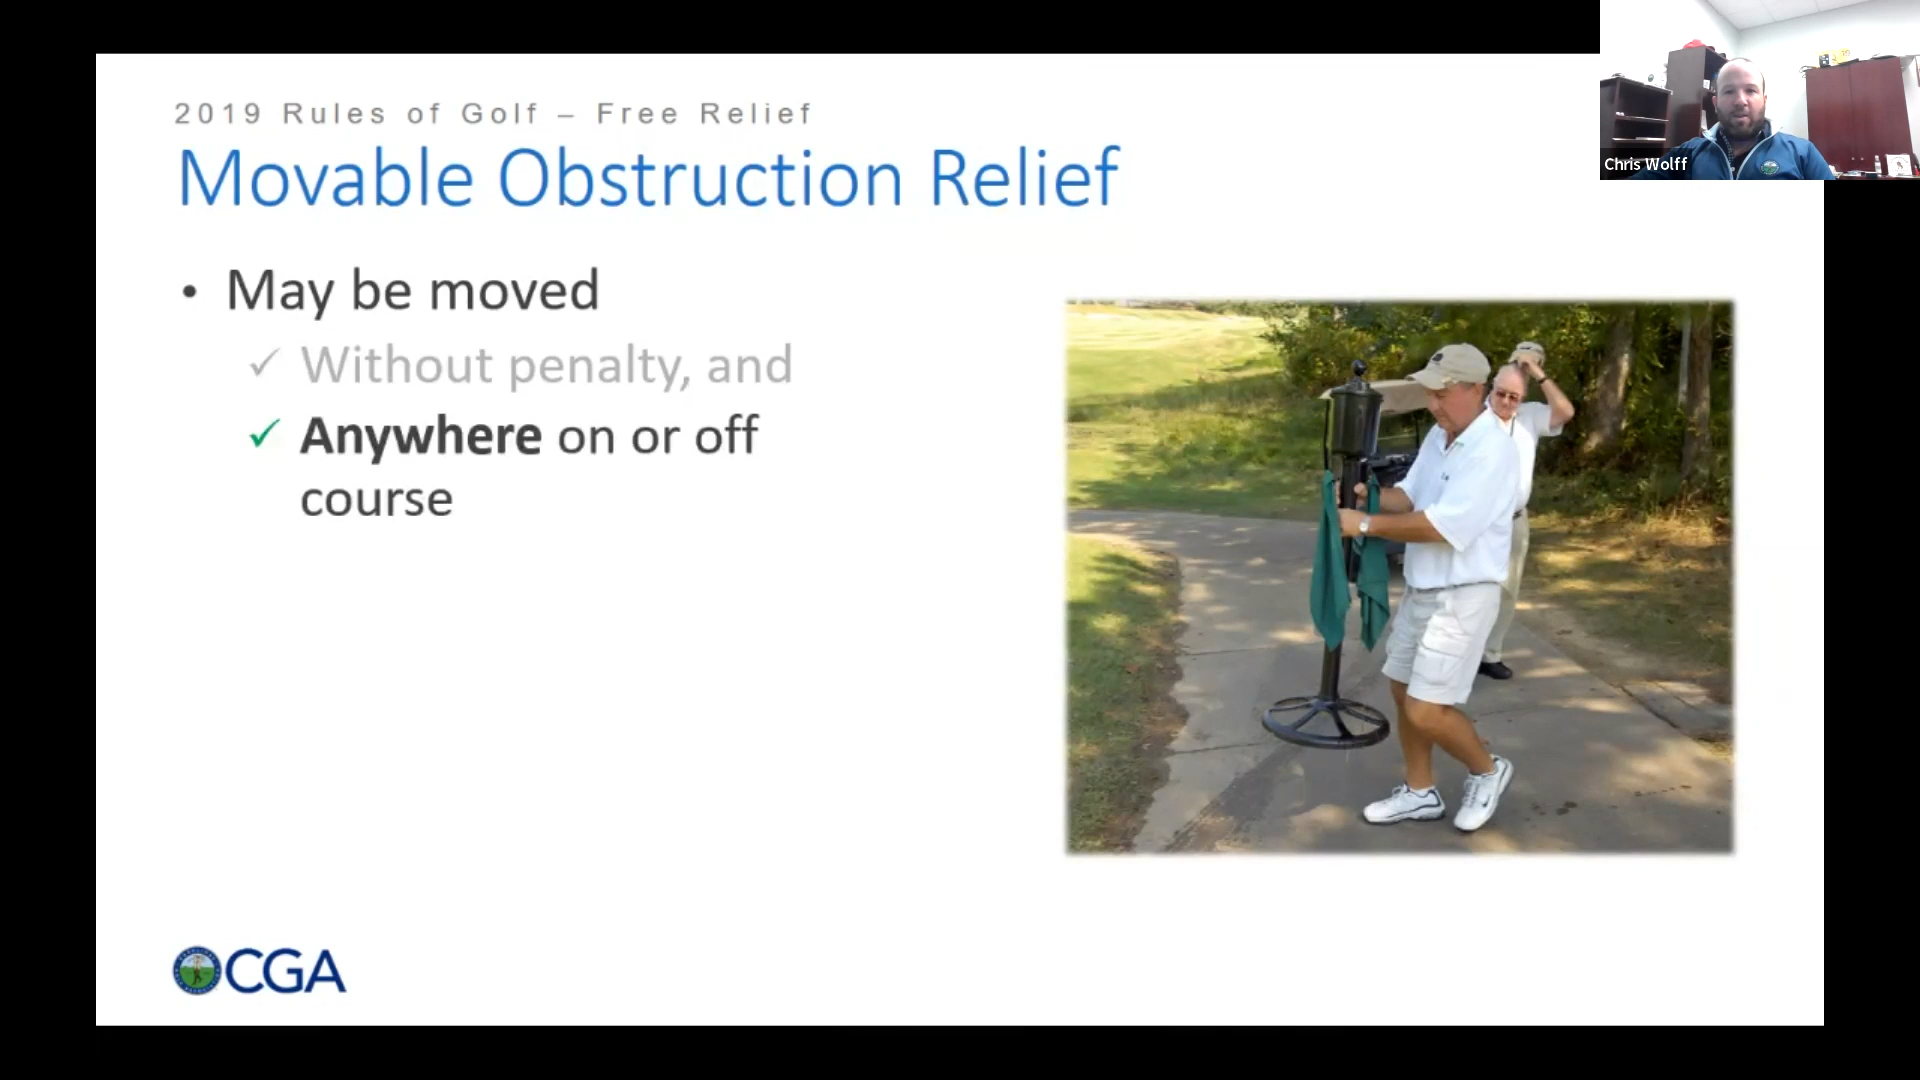 2019 Rules of Golf – Free Relief
Movable Obstruction Relief
• May be moved
✓ Without penalty, and
✓ Anywhere on or off
course
Chris Wolff
CGA